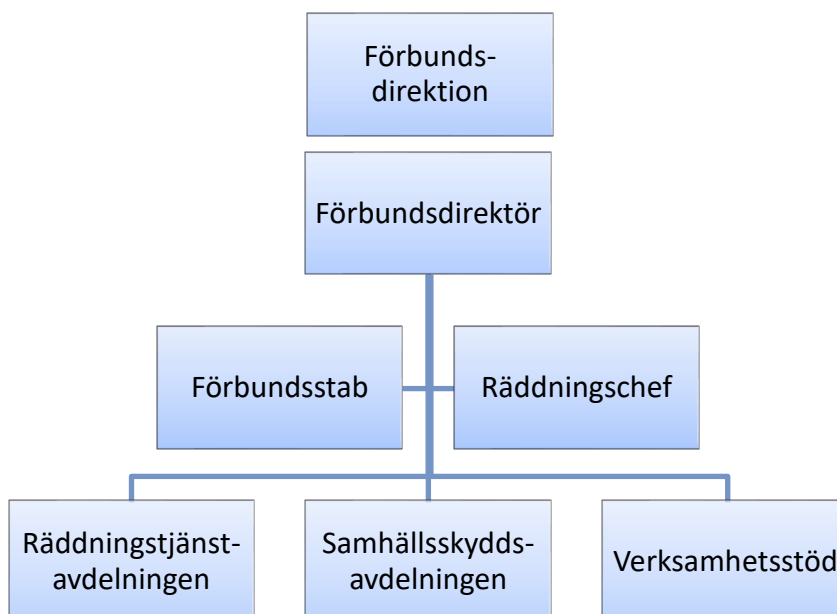 Förbunds-
direktion
Förbundsdirektör
Förbundsstab
Räddningschef
Räddningstjänst-
avdelningen
Samhällsskydds-
avdelningen
Verksamhetsstöd